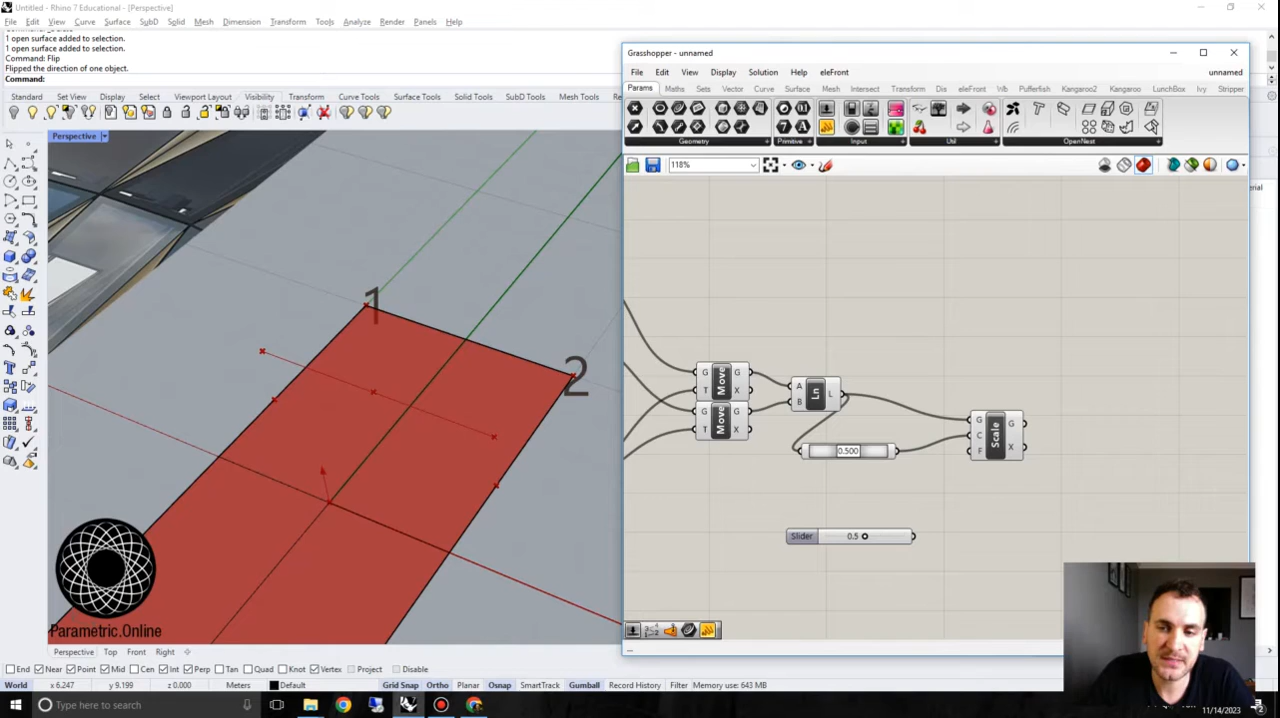 Untitled - Rhino 7 Educational - [Perspective]
File Edit View Curve Surface SubD Solid Mesh Dimension Transform Tools Analyze Render Panels Help
1 open surface added to selection.
1 open surface added to selection.
Command: Flip
Flipped the direction of one object.
Command:
Standard Set View Display Select Viewport Layout Visibility Transform Curve Tools Surface Tools Solid Tools SubD Tools Mesh Tools
Perspective
1
2
Parametric.Online
Grasshopper - unnamed
File Edit View Display Solution Help eleFront unnamed
Params Maths Sets Vector Curve Surface Mesh Intersect Transform Dis eleFront Wb Pufferfish Kangaroo2 Kangaroo LunchBox Ivy Stripper
Geometry Primitive Input Util OpenNest
118%
G T Move G X
G T Move G X
A B Ln L
0.500
G C F Scale G X
Slider 0.5
Perspective Top Front Right
End Near Point Mid Cen Int Perp Tan Quad Knot Vertex Project Disable
World x 6.247 y 9.199 z 0.000 Meters Default Grid Snap Ortho Planar Osnap SmartTrack Gumball Record History Filter Memory use: 643 MB
Type here to search
11/14/2023